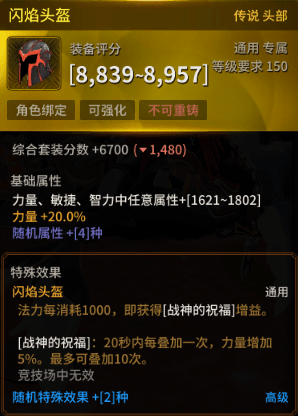 闪焰头盔 传说 头部
装备评分 通用 专属
[8,839~8,957] 等级要求 150
角色绑定 可强化 不可重铸
综合套装分数 +6700 (▼1,480)
基础属性
力量、敏捷、智力中任意属性+[1621~1802]
力量 +20.0%
随机属性 +[4]种
特殊效果
闪焰头盔 通用
法力每消耗1000，即获得[战神的祝福]增益。
[战神的祝福]：20秒内每叠加一次，力量增加
5%。最多可叠加10次。
竞技场中无效
随机特殊效果 +[2]种 高级